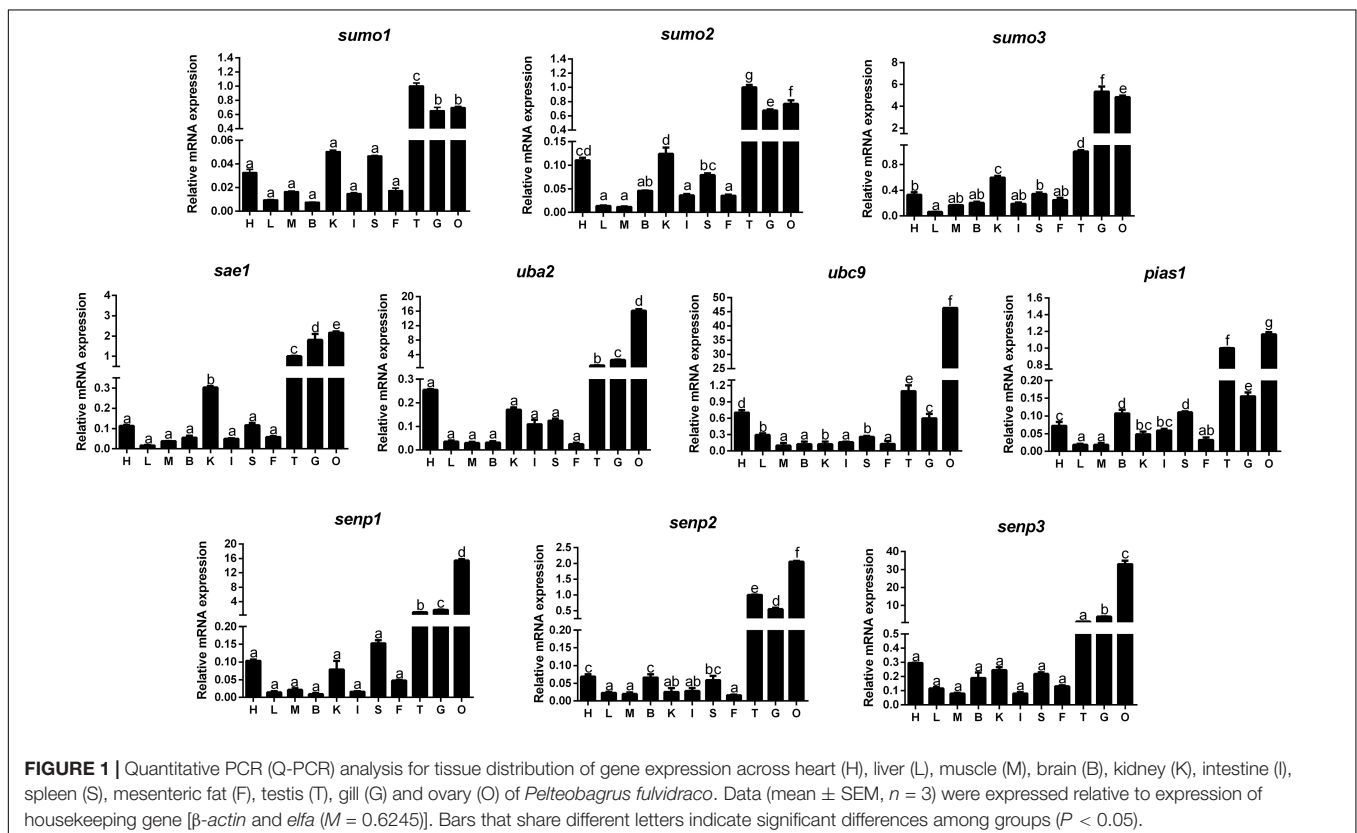 sumo1
Relative mRNA expression
1.4
1.2
1.0
0.8
0.6
0.4
0.06
0.04
0.02
0.00
a a a a a a a a c b b
H L M B K I S F T G O
sumo2
Relative mRNA expression
1.4
1.2
1.0
0.8
0.6
0.4
0.15
0.10
0.05
0.00
cd a a ab d a bc a g e f
H L M B K I S F T G O
sumo3
Relative mRNA expression
8
6
4
2
0.8
0.4
0.0
b a ab ab c ab ab ab d f e
H L M B K I S F T G O
sae1
Relative mRNA expression
4
3
2
1
0.3
0.2
0.1
0.0
a a a a b a a a c d e
H L M B K I S F T G O
uba2
Relative mRNA expression
20
16
12
8
4
0.3
0.2
0.1
0.0
a a a a a a a a b c d
H L M B K I S F T G O
ubc9
Relative mRNA expression
50
45
40
35
30
25
1.2
0.9
0.6
0.3
0.0
d b a a b a b a e d f
H L M B K I S F T G O
pias1
Relative mRNA expression
1.6
1.4
1.2
1.0
0.8
0.20
0.15
0.10
0.05
0.00
c a a d bc bc d ab f e g
H L M B K I S F T G O
senp1
Relative mRNA expression
20
16
12
8
4
0.20
0.15
0.10
0.05
0.00
a a a a a a a a b c d
H L M B K I S F T G O
senp2
Relative mRNA expression
2.5
2.0
1.5
1.0
0.5
0.20
0.15
0.10
0.05
0.00
c a a c ab ab bc a e d f
H L M B K I S F T G O
senp3
Relative mRNA expression
40
30
20
10
0.5
0.4
0.3
0.2
0.1
0.0
a a a a a a a a a b c
H L M B K I S F T G O
FIGURE 1 | Quantitative PCR (Q-PCR) analysis for tissue distribution of gene expression across heart (H), liver (L), muscle (M), brain (B), kidney (K), intestine (I),
spleen (S), mesenteric fat (F), testis (T), gill (G) and ovary (O) of Pelteobagrus fulvidraco. Data (mean ± SEM, n = 3) were expressed relative to expression of
housekeeping gene [β-actin and elfa (M = 0.6245)]. Bars that share different letters indicate significant differences among groups (P < 0.05).